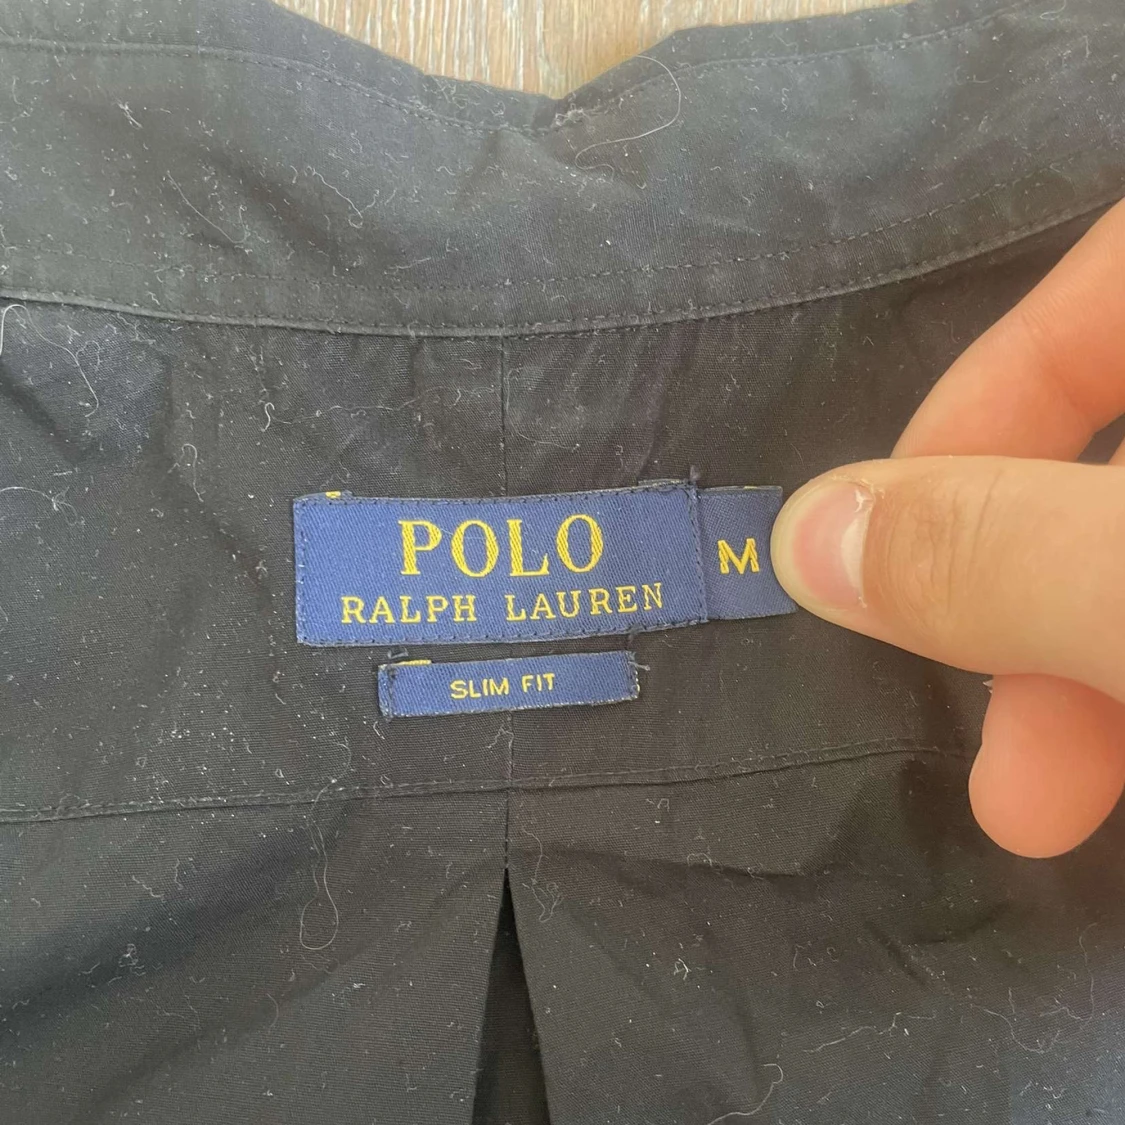 POLO
RALPH LAUREN
M
SLIM FIT